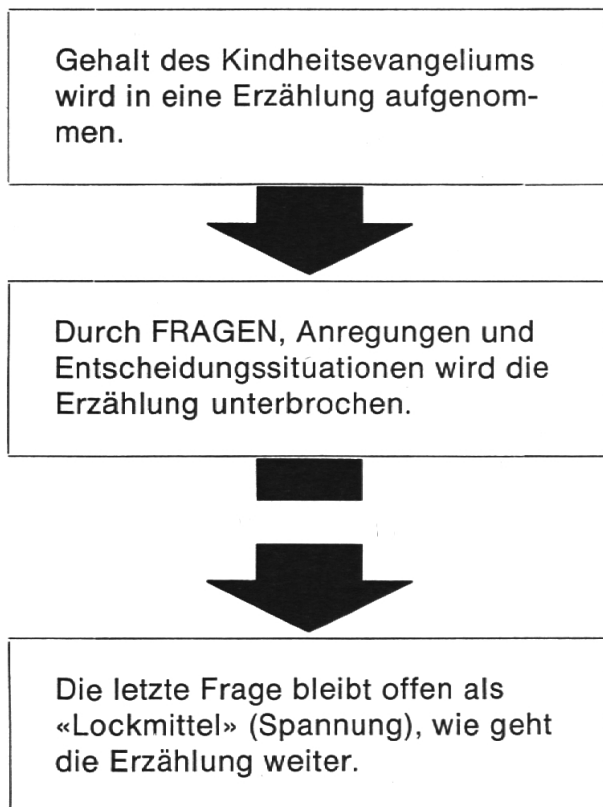 Gehalt des Kindheitsevangeliums
wird in eine Erzählung aufgenom-
men.
Durch FRAGEN, Anregungen und
Entscheidungssituationen wird die
Erzählung unterbrochen.
Die letzte Frage bleibt offen als
«Lockmittel» (Spannung), wie geht
die Erzählung weiter.